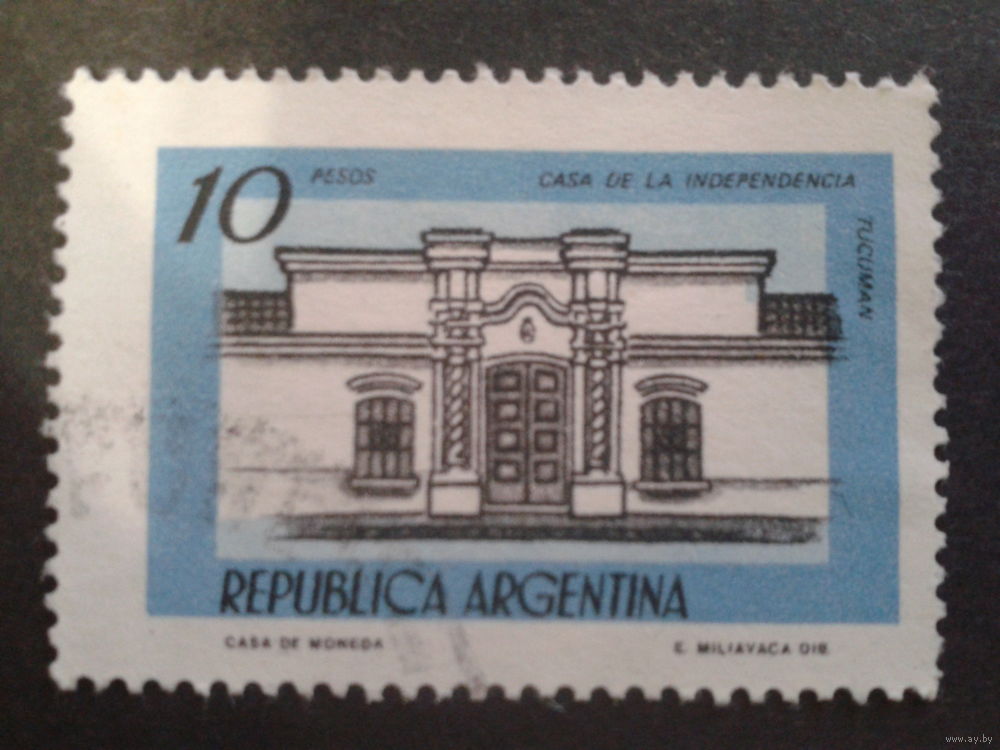 10 PESOS
CASA DE LA INDEPENDENCIA
TUCUMAN
REPUBLICA ARGENTINA
CASA DE MONEDA
E. MILIAVACA DIB.
www.ay.by